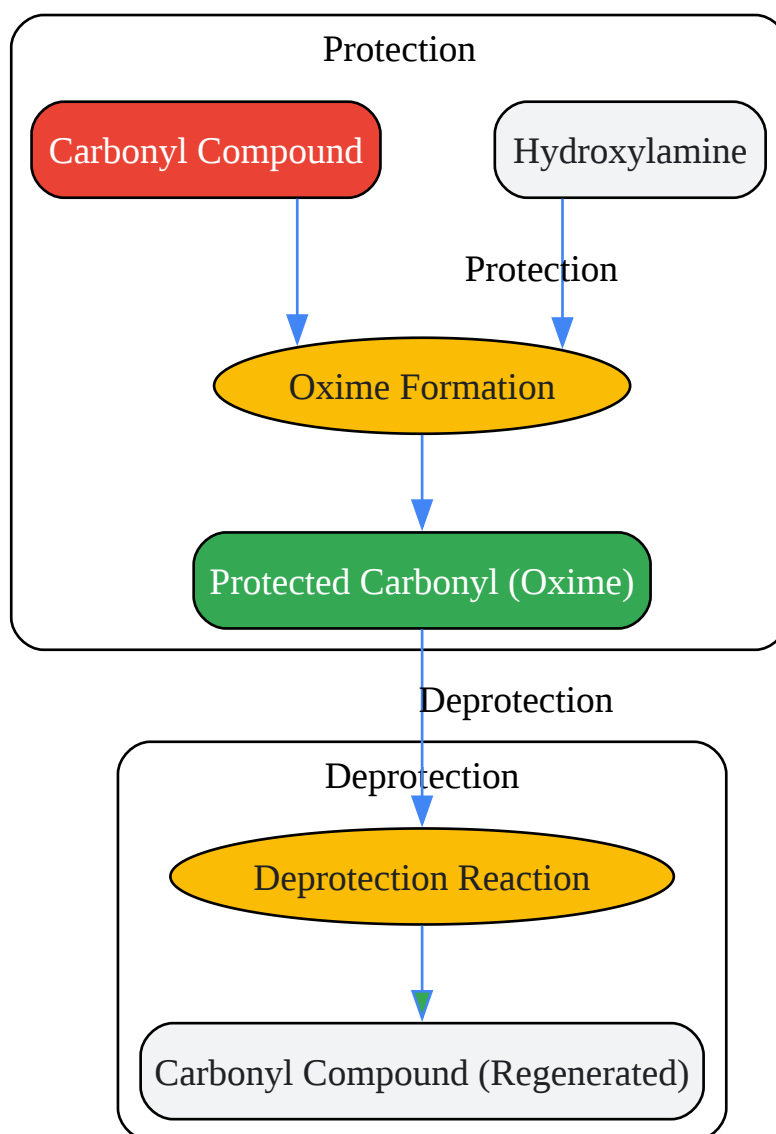 Protection
Carbonyl Compound
Hydroxylamine
Protection
Oxime Formation
Protected Carbonyl (Oxime)
Deprotection
Deprotection
Deprotection Reaction
Carbonyl Compound (Regenerated)